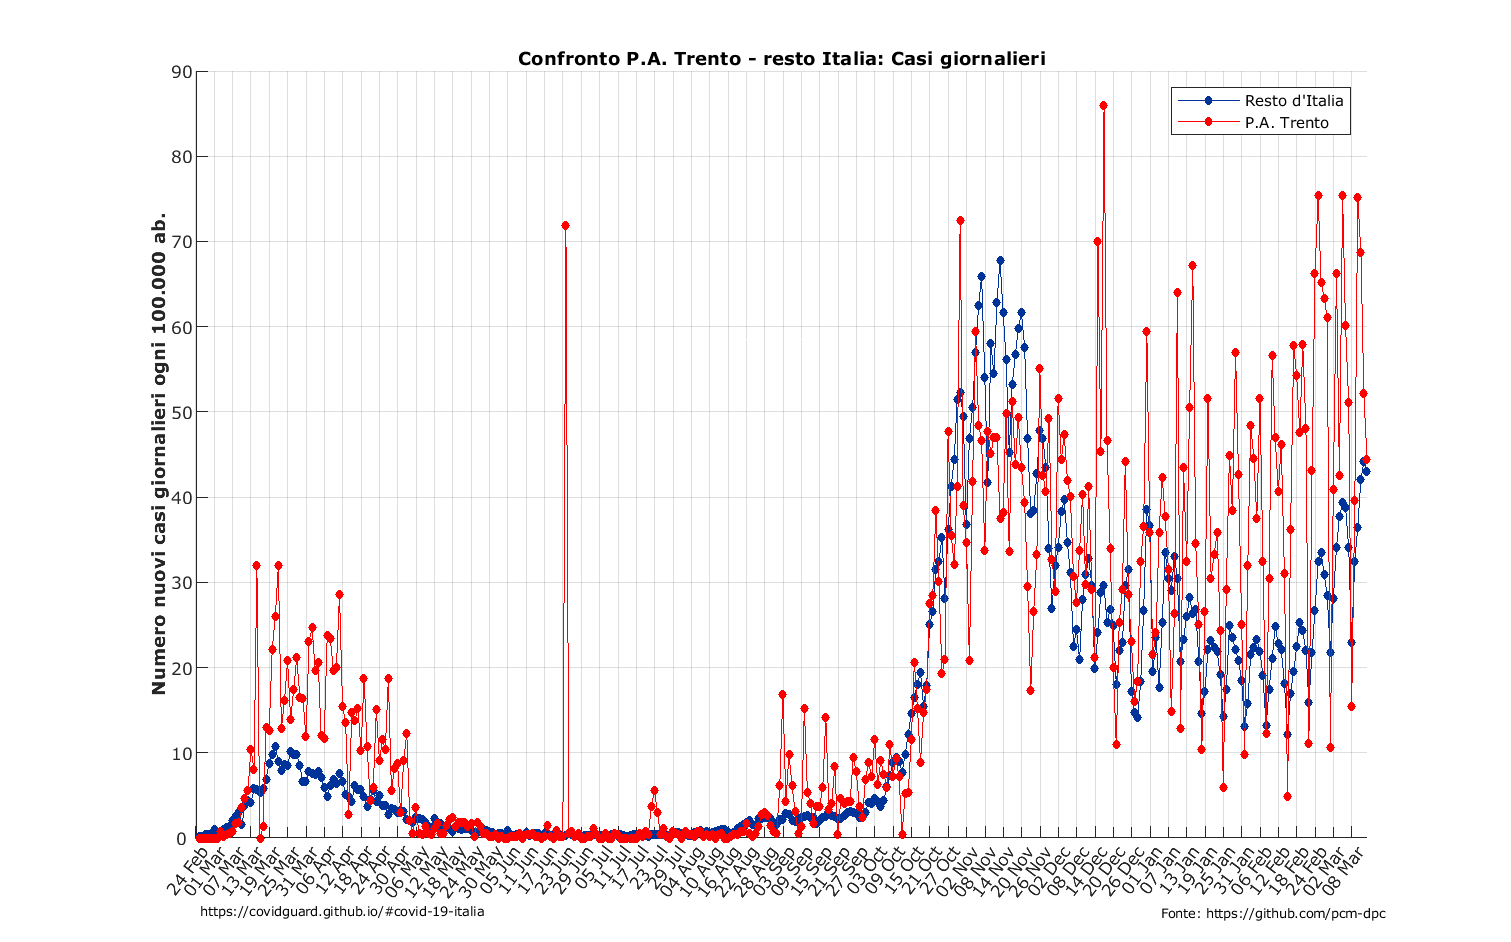 Confronto P.A. Trento - resto Italia: Casi giornalieri
Numero nuovi casi giornalieri ogni 100.000 ab.
90
80
70
60
50
40
30
20
10
0
Resto d'Italia
P.A. Trento
24 Feb
01 Mar
07 Mar
13 Mar
19 Mar
25 Mar
31 Mar
06 Apr
12 Apr
18 Apr
24 Apr
30 Apr
06 May
12 May
18 May
24 May
30 May
05 Jun
11 Jun
17 Jun
23 Jun
29 Jun
05 Jul
11 Jul
17 Jul
23 Jul
29 Jul
04 Aug
10 Aug
16 Aug
22 Aug
28 Aug
03 Sep
09 Sep
15 Sep
21 Sep
27 Sep
03 Oct
09 Oct
15 Oct
21 Oct
27 Oct
02 Nov
08 Nov
14 Nov
20 Nov
26 Nov
02 Dec
08 Dec
14 Dec
20 Dec
26 Dec
01 Jan
07 Jan
13 Jan
19 Jan
25 Jan
31 Jan
06 Feb
12 Feb
18 Feb
24 Feb
02 Mar
08 Mar
https://covidguard.github.io/#covid-19-italia
Fonte: https://github.com/pcm-dpc